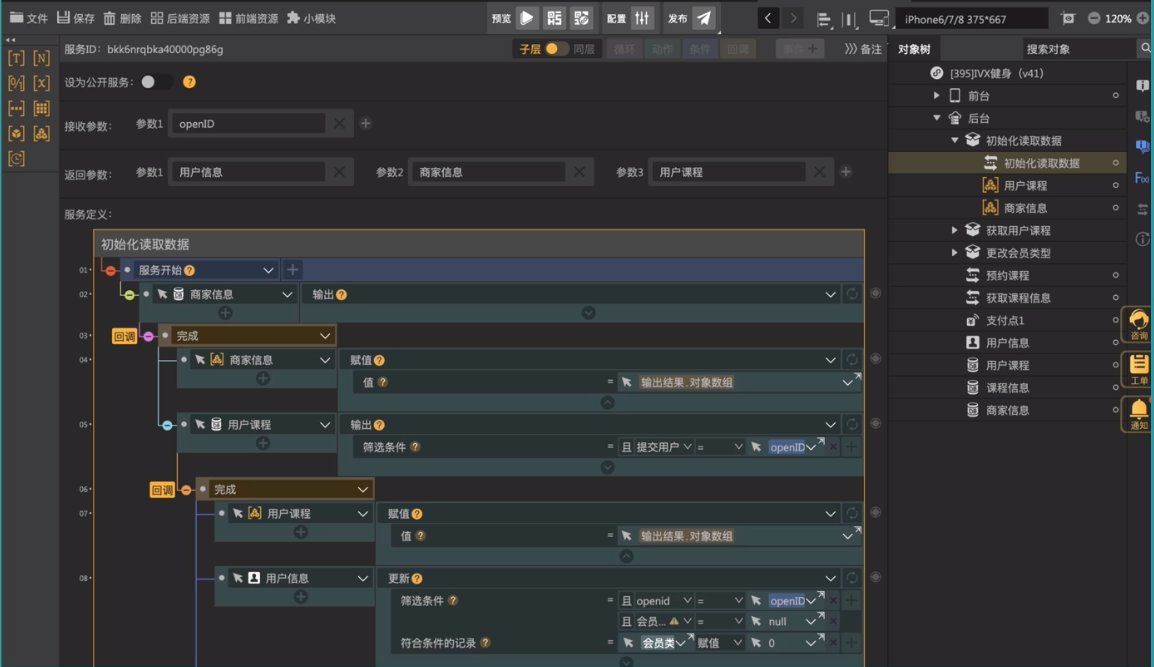 文件 保存 删除 后端资源 前端资源 小模块 预览 配置 发布 iPhone6/7/8 375*667 120%
服务ID: bkk6nrqbka40000pg86g 子层 同层 循环 动作 条件 回调 事件+ 备注 对象树 搜索对象
设为公开服务: ?
接收参数: 参数1 openID
返回参数: 参数1 用户信息 参数2 商家信息 参数3 用户课程
服务定义:
初始化读取数据
01 服务开始 ?
02 商家信息 输出 ?
03 回调 完成
04 商家信息 赋值 ?
值 ? = 输出结果.对象数组
05 用户课程 输出 ?
筛选条件 ? = 且 提交用户 = openID
06 回调 完成
07 用户课程 赋值 ?
值 ? = 输出结果.对象数组
08 用户信息 更新 ?
筛选条件 ? = 且 openid = openID
且 会员... = null
符合条件的记录 ? = 会员类 赋值 0
[395]IVX健身（v41）
前台
后台
初始化读取数据
初始化读取数据
用户课程
商家信息
获取用户课程
更改会员类型
预约课程
获取课程信息
支付点1
用户信息
用户课程
课程信息
商家信息
咨询
工单
通知